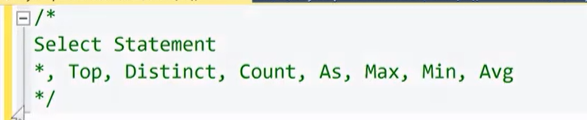 /*
Select Statement
*, Top, Distinct, Count, As, Max, Min, Avg
*/